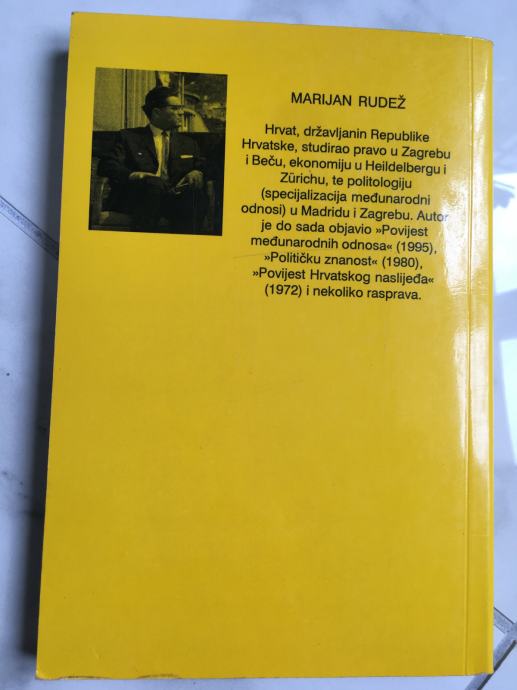 MARIJAN RUDEŽ
Hrvat, državljanin Republike
Hrvatske, studirao pravo u Zagrebu
i Beču, ekonomiju u Heildelbergu i
Zürichu, te politologiju
(specijalizacija međunarodni
odnosi) u Madridu i Zagrebu. Autor
je do sada objavio »Povijest
međunarodnih odnosa« (1995),
»Političku znanost« (1980),
»Povijest Hrvatskog naslijeđa«
(1972) i nekoliko rasprava.